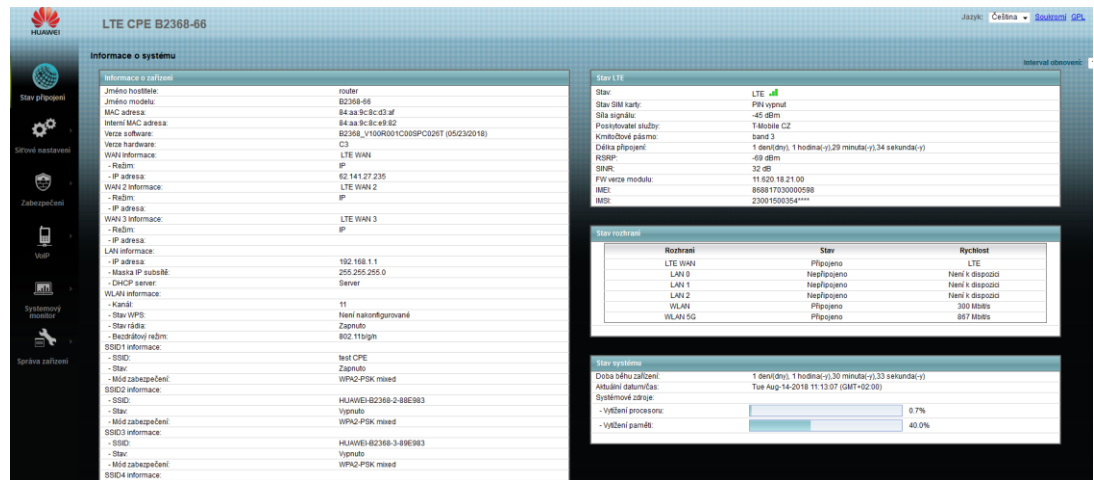 HUAWEI
LTE CPE B2368-66
Jazyk: Čeština Soukromí GPL
Informace o systému
Interval obnovení:
Stav připojení
Síťové nastavení
Zabezpečení
VoIP
Systemový monitor
Správa zařízení
Informace o zařízení
Jméno hostitele: router
Jméno modelu: B2368-66
MAC adresa: 84:aa:9c:8c:d3:af
Interní MAC adresa: 84:aa:9c:8c:e9:82
Verze software: B2368_V100R001C00SPC026T (05/23/2018)
Verze hardware: C3
WAN Informace: LTE WAN
- Režim: IP
- IP adresa: 62.141.27.235
WAN 2 Informace: LTE WAN 2
- Režim: IP
- IP adresa:
WAN 3 Informace: LTE WAN 3
- Režim: IP
- IP adresa:
LAN informace:
- IP adresa: 192.168.1.1
- Maska IP subsítě: 255.255.255.0
- DHCP server: Server
WLAN informace:
- Kanál: 11
- Stav WPS: Není nakonfigurované
- Stav rádia: Zapnuto
- Bezdrátový režim: 802.11b/g/n
SSID1 informace:
- SSID: test CPE
- Stav: Zapnuto
- Mód zabezpečení: WPA2-PSK mixed
SSID2 informace:
- SSID: HUAWEI-B2368-2-88E983
- Stav: Vypnuto
- Mód zabezpečení: WPA2-PSK mixed
SSID3 informace:
- SSID: HUAWEI-B2368-3-89E983
- Stav: Vypnuto
- Mód zabezpečení: WPA2-PSK mixed
SSID4 informace:
Stav LTE
Stav: LTE
Stav SIM karty: PIN vypnut
Síla signálu: -45 dBm
Poskytovatel služby: T-Mobile CZ
Kmitočtové pásmo: band 3
Délka připojení: 1 den/(dny), 1 hodina(-y),29 minuta(-y),34 sekunda(-y)
RSRP: -69 dBm
SINR: 32 dB
FW verze modulu: 11.620.18.21.00
IMEI: 868817030000598
IMSI: 23001500354****
Stav rozhraní
Rozhraní Stav Rychlost
LTE WAN Připojeno LTE
LAN 0 Nepřipojeno Není k dispozici
LAN 1 Nepřipojeno Není k dispozici
LAN 2 Nepřipojeno Není k dispozici
WLAN Připojeno 300 Mbit/s
WLAN 5G Připojeno 867 Mbit/s
Stav systému
Doba běhu zařízení: 1 den/(dny), 1 hodina(-y),30 minuta(-y),33 sekunda(-y)
Aktuální datum/čas: Tue Aug-14-2018 11:13:07 (GMT+02:00)
Systémové zdroje:
- Vytížení procesoru: 0.7%
- Vytížení paměti: 40.0%